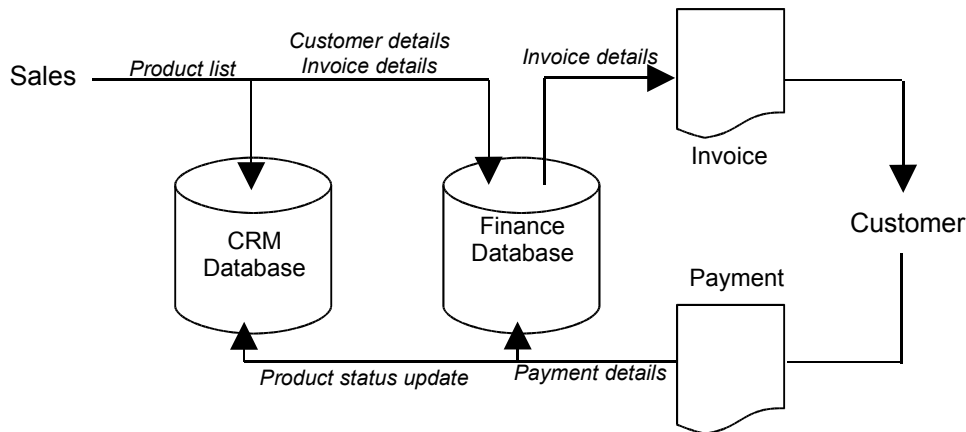 Customer details
Invoice details
Invoice details
Sales
Product list
Invoice
CRM
Database
Finance
Database
Customer
Payment
Product status update
Payment details